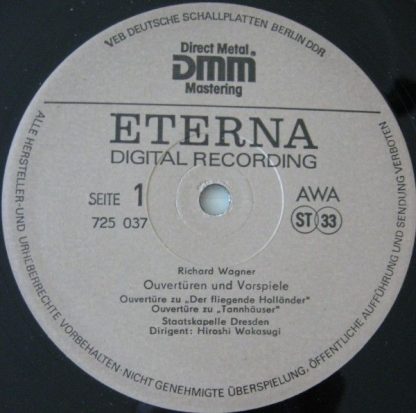 VEB DEUTSCHE SCHALLPLATTEN BERLIN DDR
Direct Metal
DMM
Mastering
ETERNA
DIGITAL RECORDING
SEITE 1
AWA
725 037
ST 33
Richard Wagner
Ouvertüren und Vorspiele
Ouvertüre zu „Der fliegende Holländer"
Ouvertüre zu „Tannhäuser"
Staatskapelle Dresden
Dirigent: Hiroshi Wakasugi
ALLE HERSTELLER-UND URHEBERRECHTE VORBEHALTEN·NICHT GENEHMIGTE ÜBERSPIELUNG, ÖFFENTLICHE AUFFÜHRUNG UND SENDUNG VERBOTEN